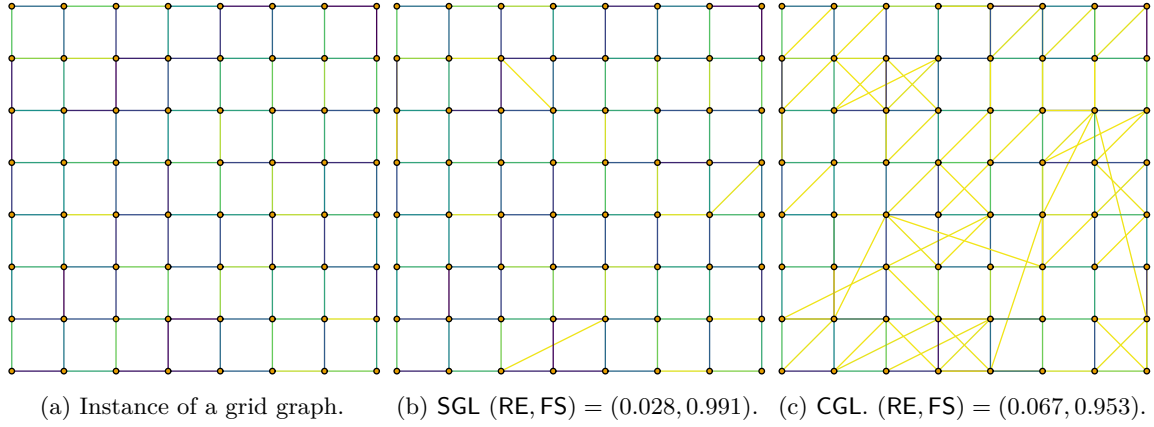 (a) Instance of a grid graph.
(b) SGL (RE, FS) = (0.028, 0.991).
(c) CGL. (RE, FS) = (0.067, 0.953).